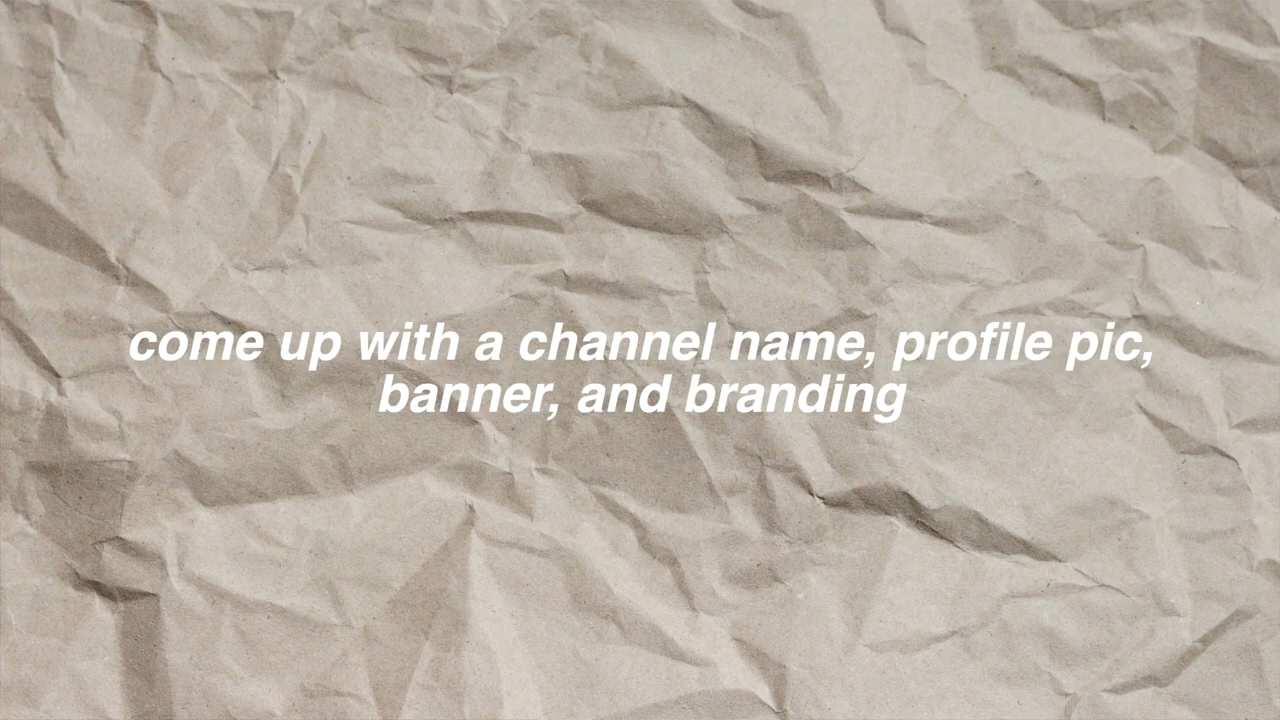 come up with a channel name, profile pic,
banner, and branding